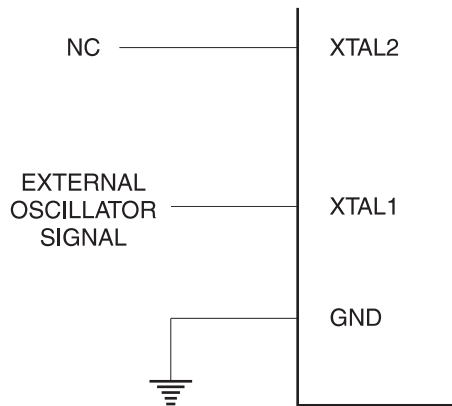 NC
XTAL2
EXTERNAL
OSCILLATOR
SIGNAL
XTAL1
GND